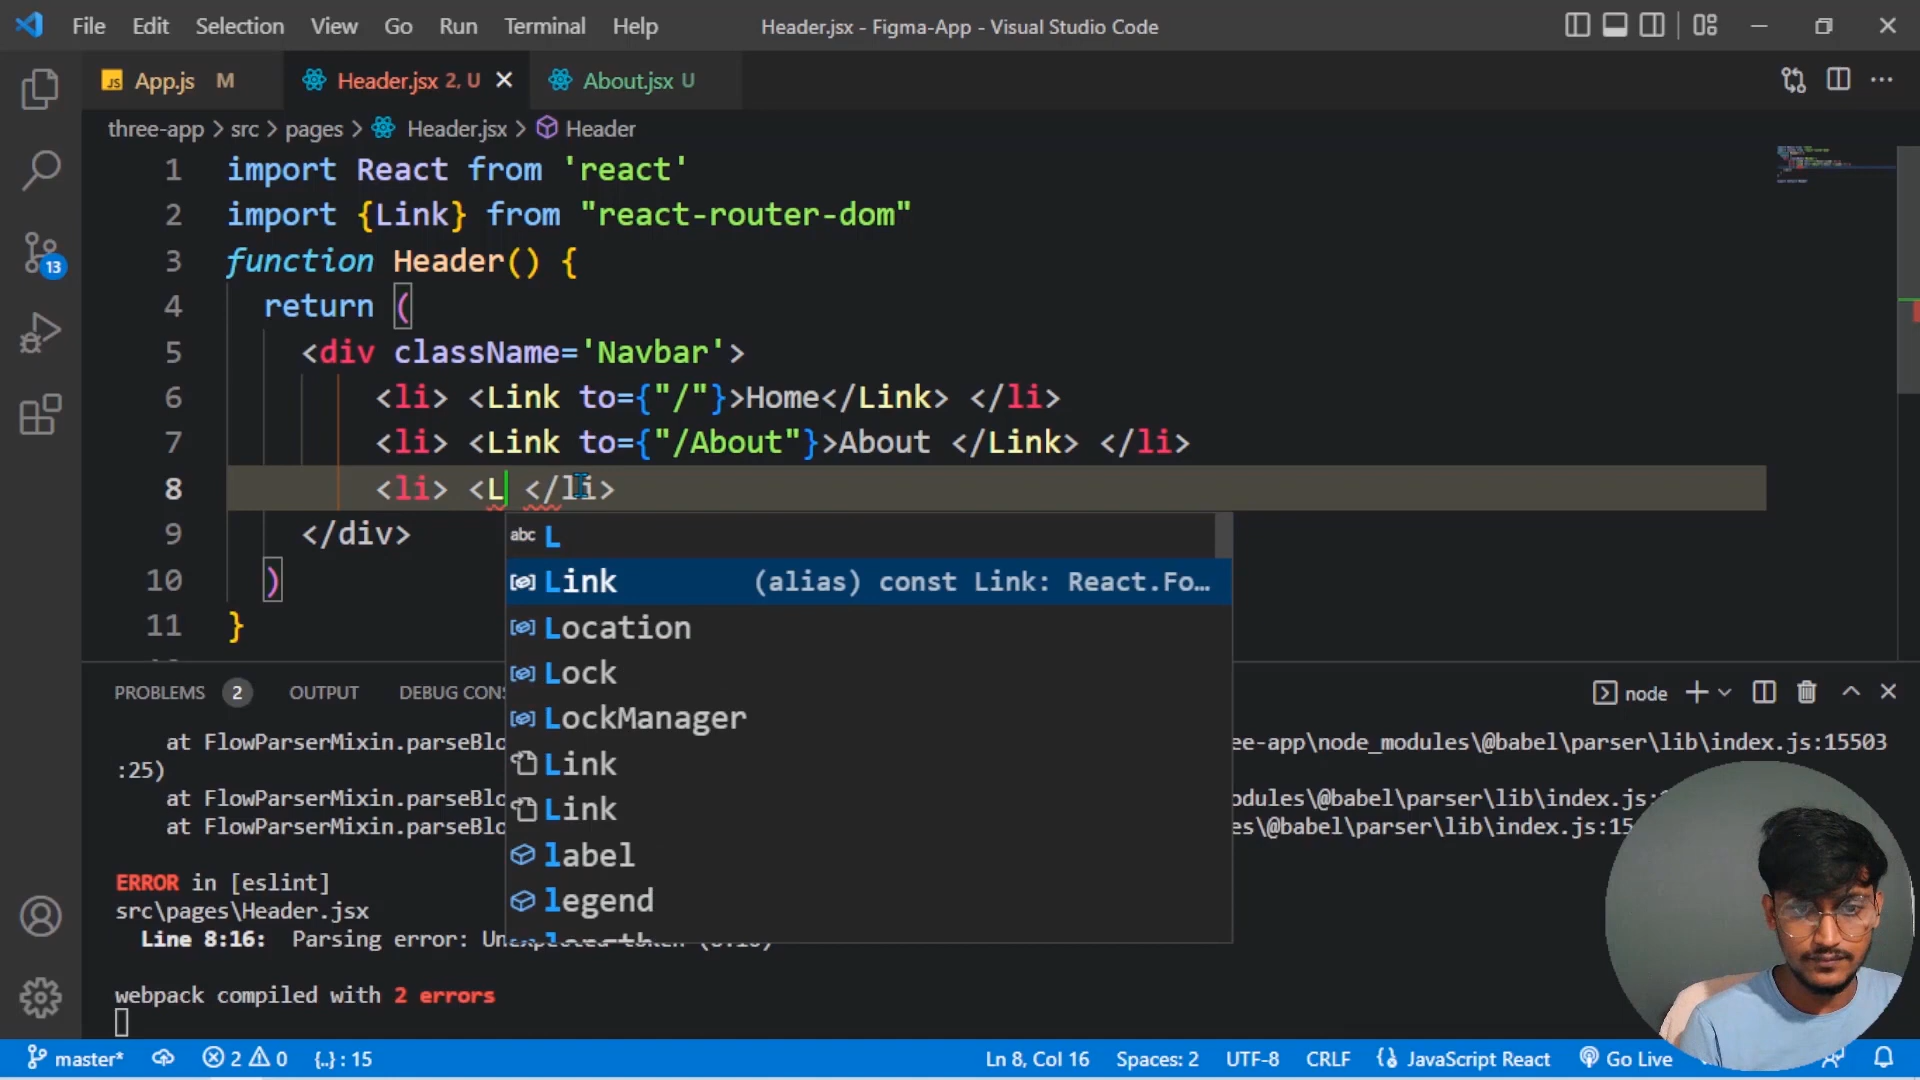 File Edit Selection View Go Run Terminal Help Header.jsx - Figma-App - Visual Studio Code
JS App.js M Header.jsx 2, U About.jsx U
three-app > src > pages > Header.jsx > Header
1 import React from 'react'
2 import {Link} from "react-router-dom"
3 function Header() {
4 return (
5 <div className='Navbar'>
6 <li> <Link to={"/"}>Home</Link> </li>
7 <li> <Link to={"/About"}>About </Link> </li>
8 <li> <L </li>
9 </div>
10 )
11 }
13
abc L
Link (alias) const Link: React.Fo…
Location
Lock
LockManager
Link
Link
label
legend
PROBLEMS 2 OUTPUT DEBUG CONS node
at FlowParserMixin.parseBlo ee-app\node_modules\@babel\parser\lib\index.js:15503
:25)
at FlowParserMixin.parseBlo odules\@babel\parser\lib\index.js:
at FlowParserMixin.parseBlo es\@babel\parser\lib\index.js:15
ERROR in [eslint]
src\pages\Header.jsx
Line 8:16: Parsing error:
webpack compiled with 2 errors
master* 2 0 {..} : 15 Ln 8, Col 16 Spaces: 2 UTF-8 CRLF JavaScript React Go Live